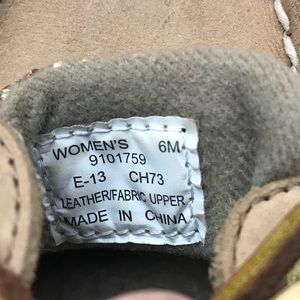 WOMEN'S 6M
9101759
E-13 CH73
LEATHER/FABRIC UPPER
MADE IN CHINA